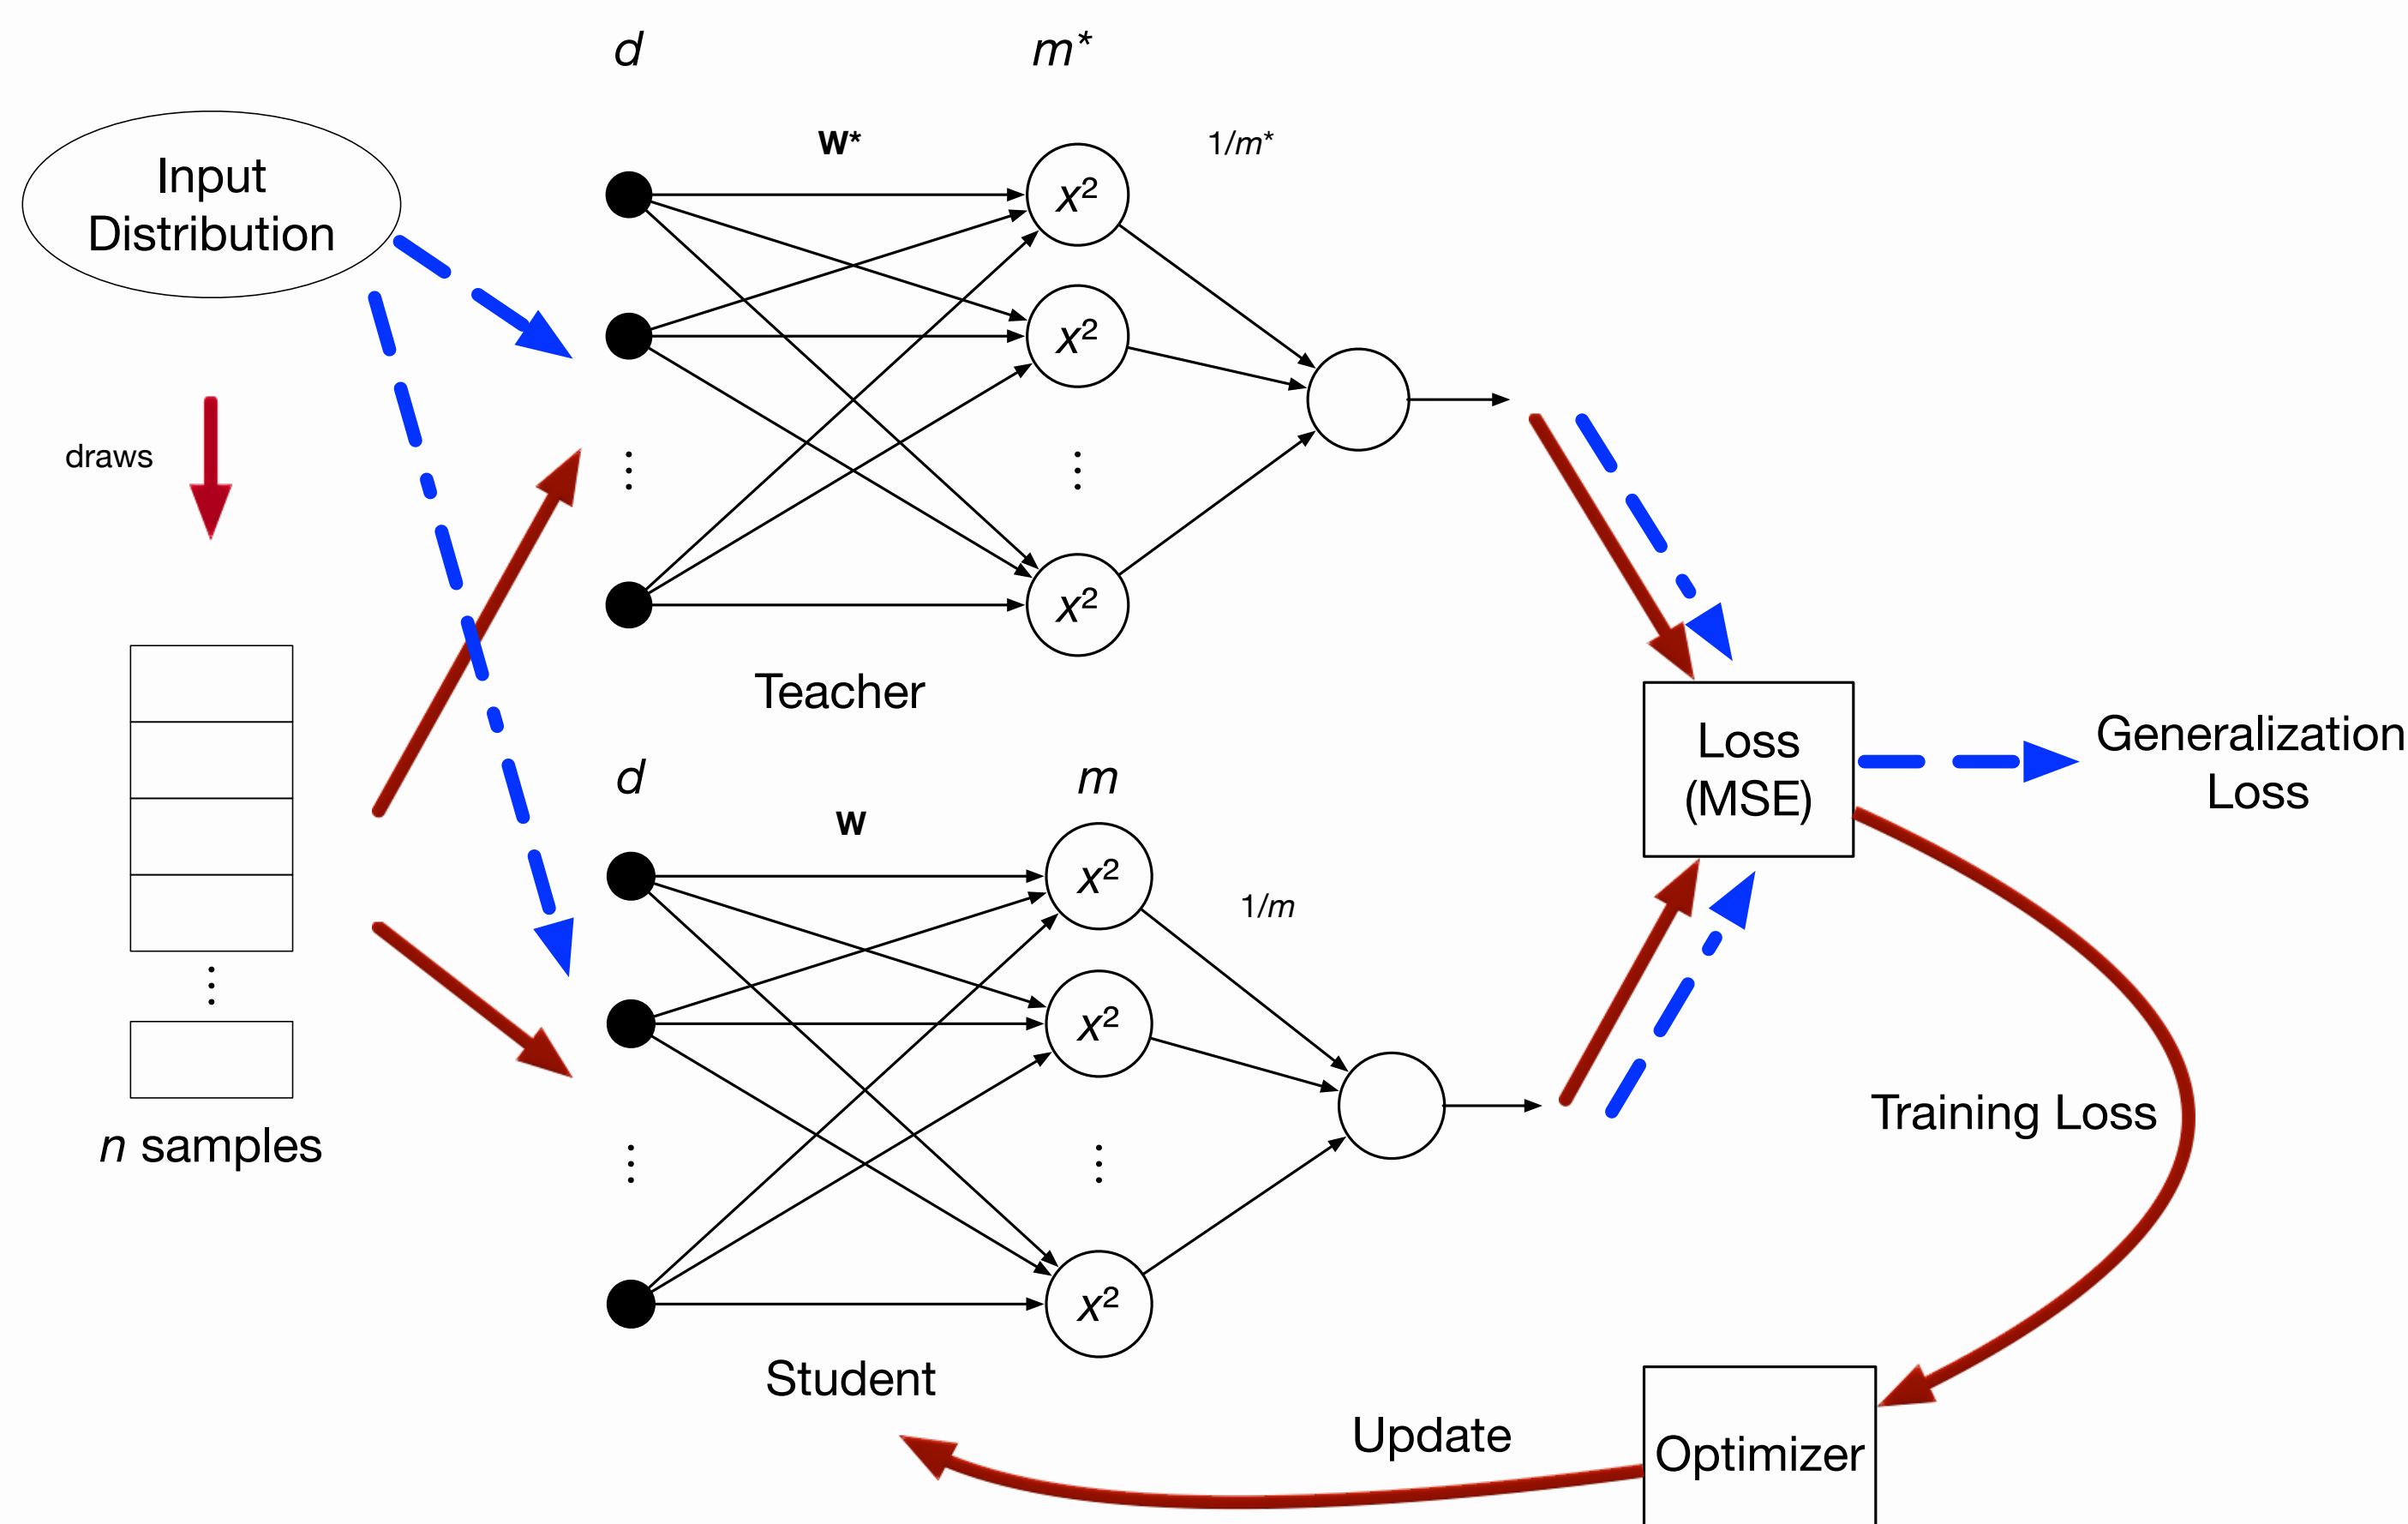 d
m*
W*
1/m*
Input
Distribution
x²
x²
x²
draws
Teacher
n samples
d
m
W
1/m
x²
x²
x²
Student
Loss
(MSE)
Generalization
Loss
Training Loss
Update
Optimizer